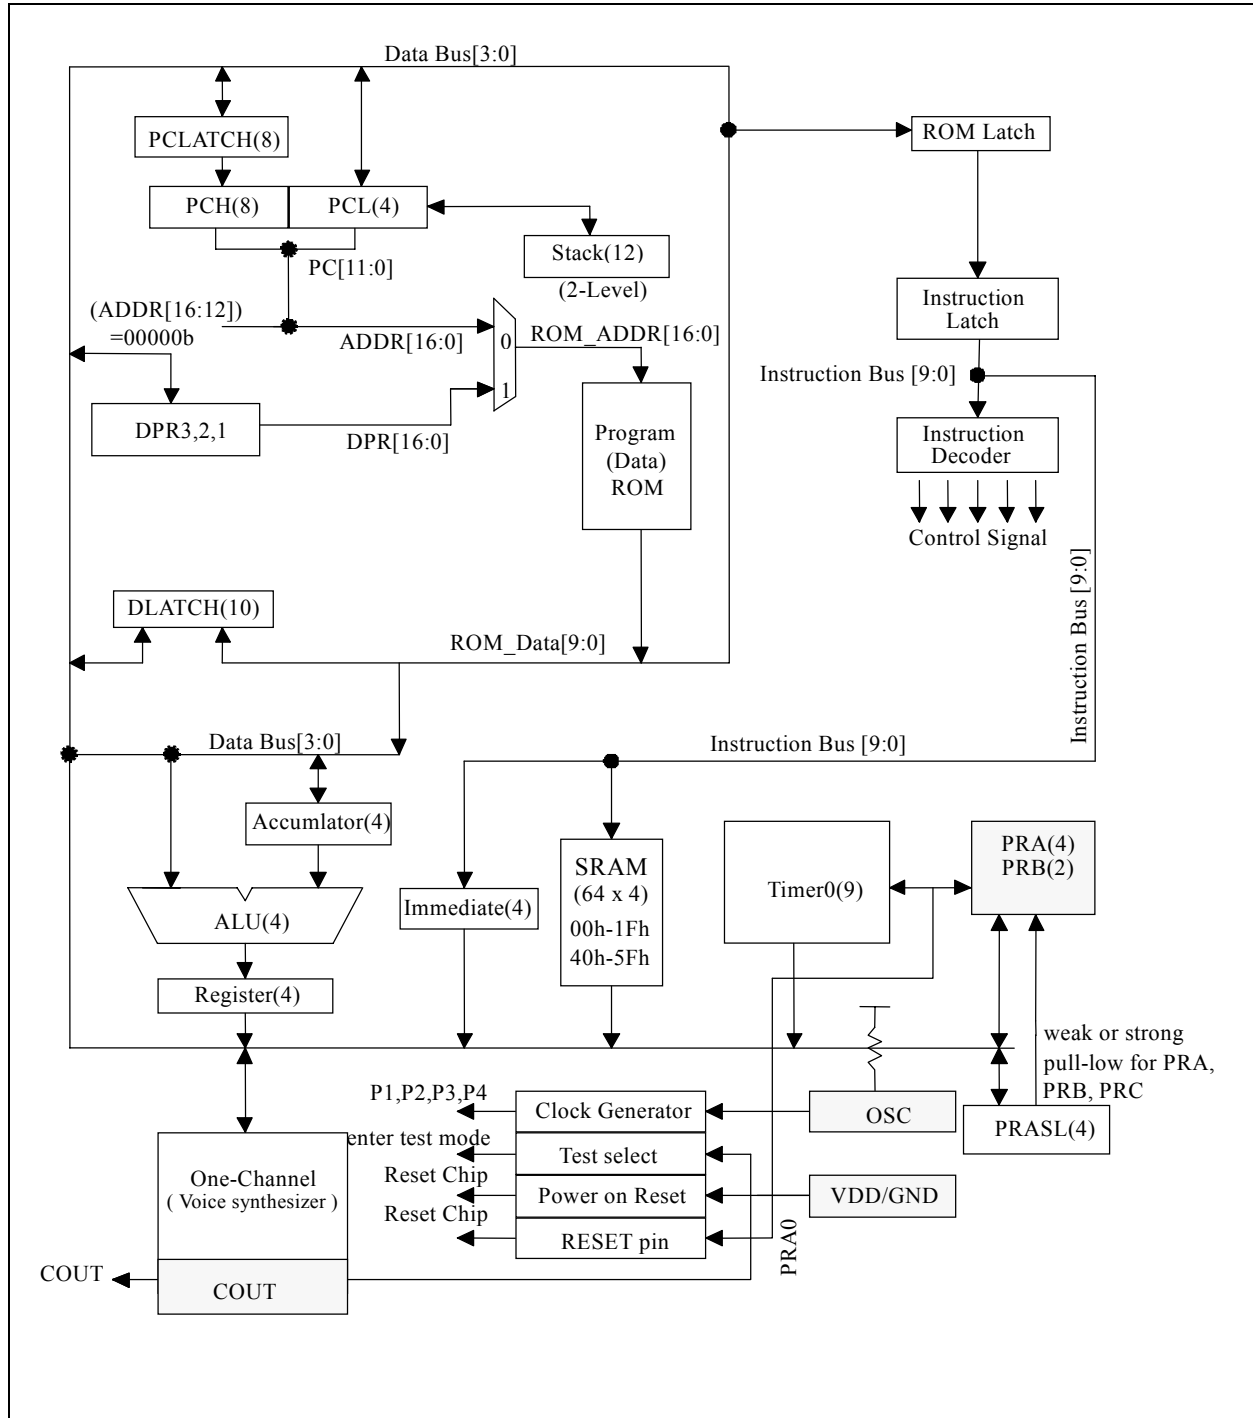 Data Bus[3:0]
PCLATCH(8)
ROM Latch
PCH(8)
PCL(4)
Stack(12)
(2-Level)
PC[11:0]
(ADDR[16:12])
=00000b
ADDR[16:0]
0
1
ROM_ADDR[16:0]
Instruction
Latch
Instruction Bus [9:0]
DPR3,2,1
DPR[16:0]
Program
(Data)
ROM
Instruction
Decoder
Control Signal
Instruction Bus [9:0]
DLATCH(10)
ROM_Data[9:0]
Data Bus[3:0]
Instruction Bus [9:0]
Accumlator(4)
ALU(4)
Register(4)
Immediate(4)
SRAM
(64 x 4)
00h-1Fh
40h-5Fh
Timer0(9)
PRA(4)
PRB(2)
weak or strong
pull-low for PRA,
PRB, PRC
PRASL(4)
P1,P2,P3,P4
Clock Generator
OSC
enter test mode
Test select
Reset Chip
Power on Reset
VDD/GND
Reset Chip
RESET pin
PRA0
One-Channel
( Voice synthesizer )
COUT
COUT